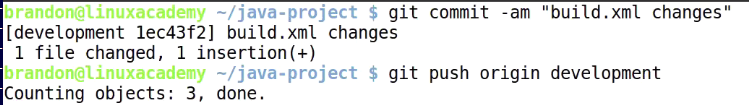 brandon@linuxacademy ~/java-project $ git commit -am "build.xml changes"
[development 1ec43f2] build.xml changes
 1 file changed, 1 insertion(+)
brandon@linuxacademy ~/java-project $ git push origin development
Counting objects: 3, done.